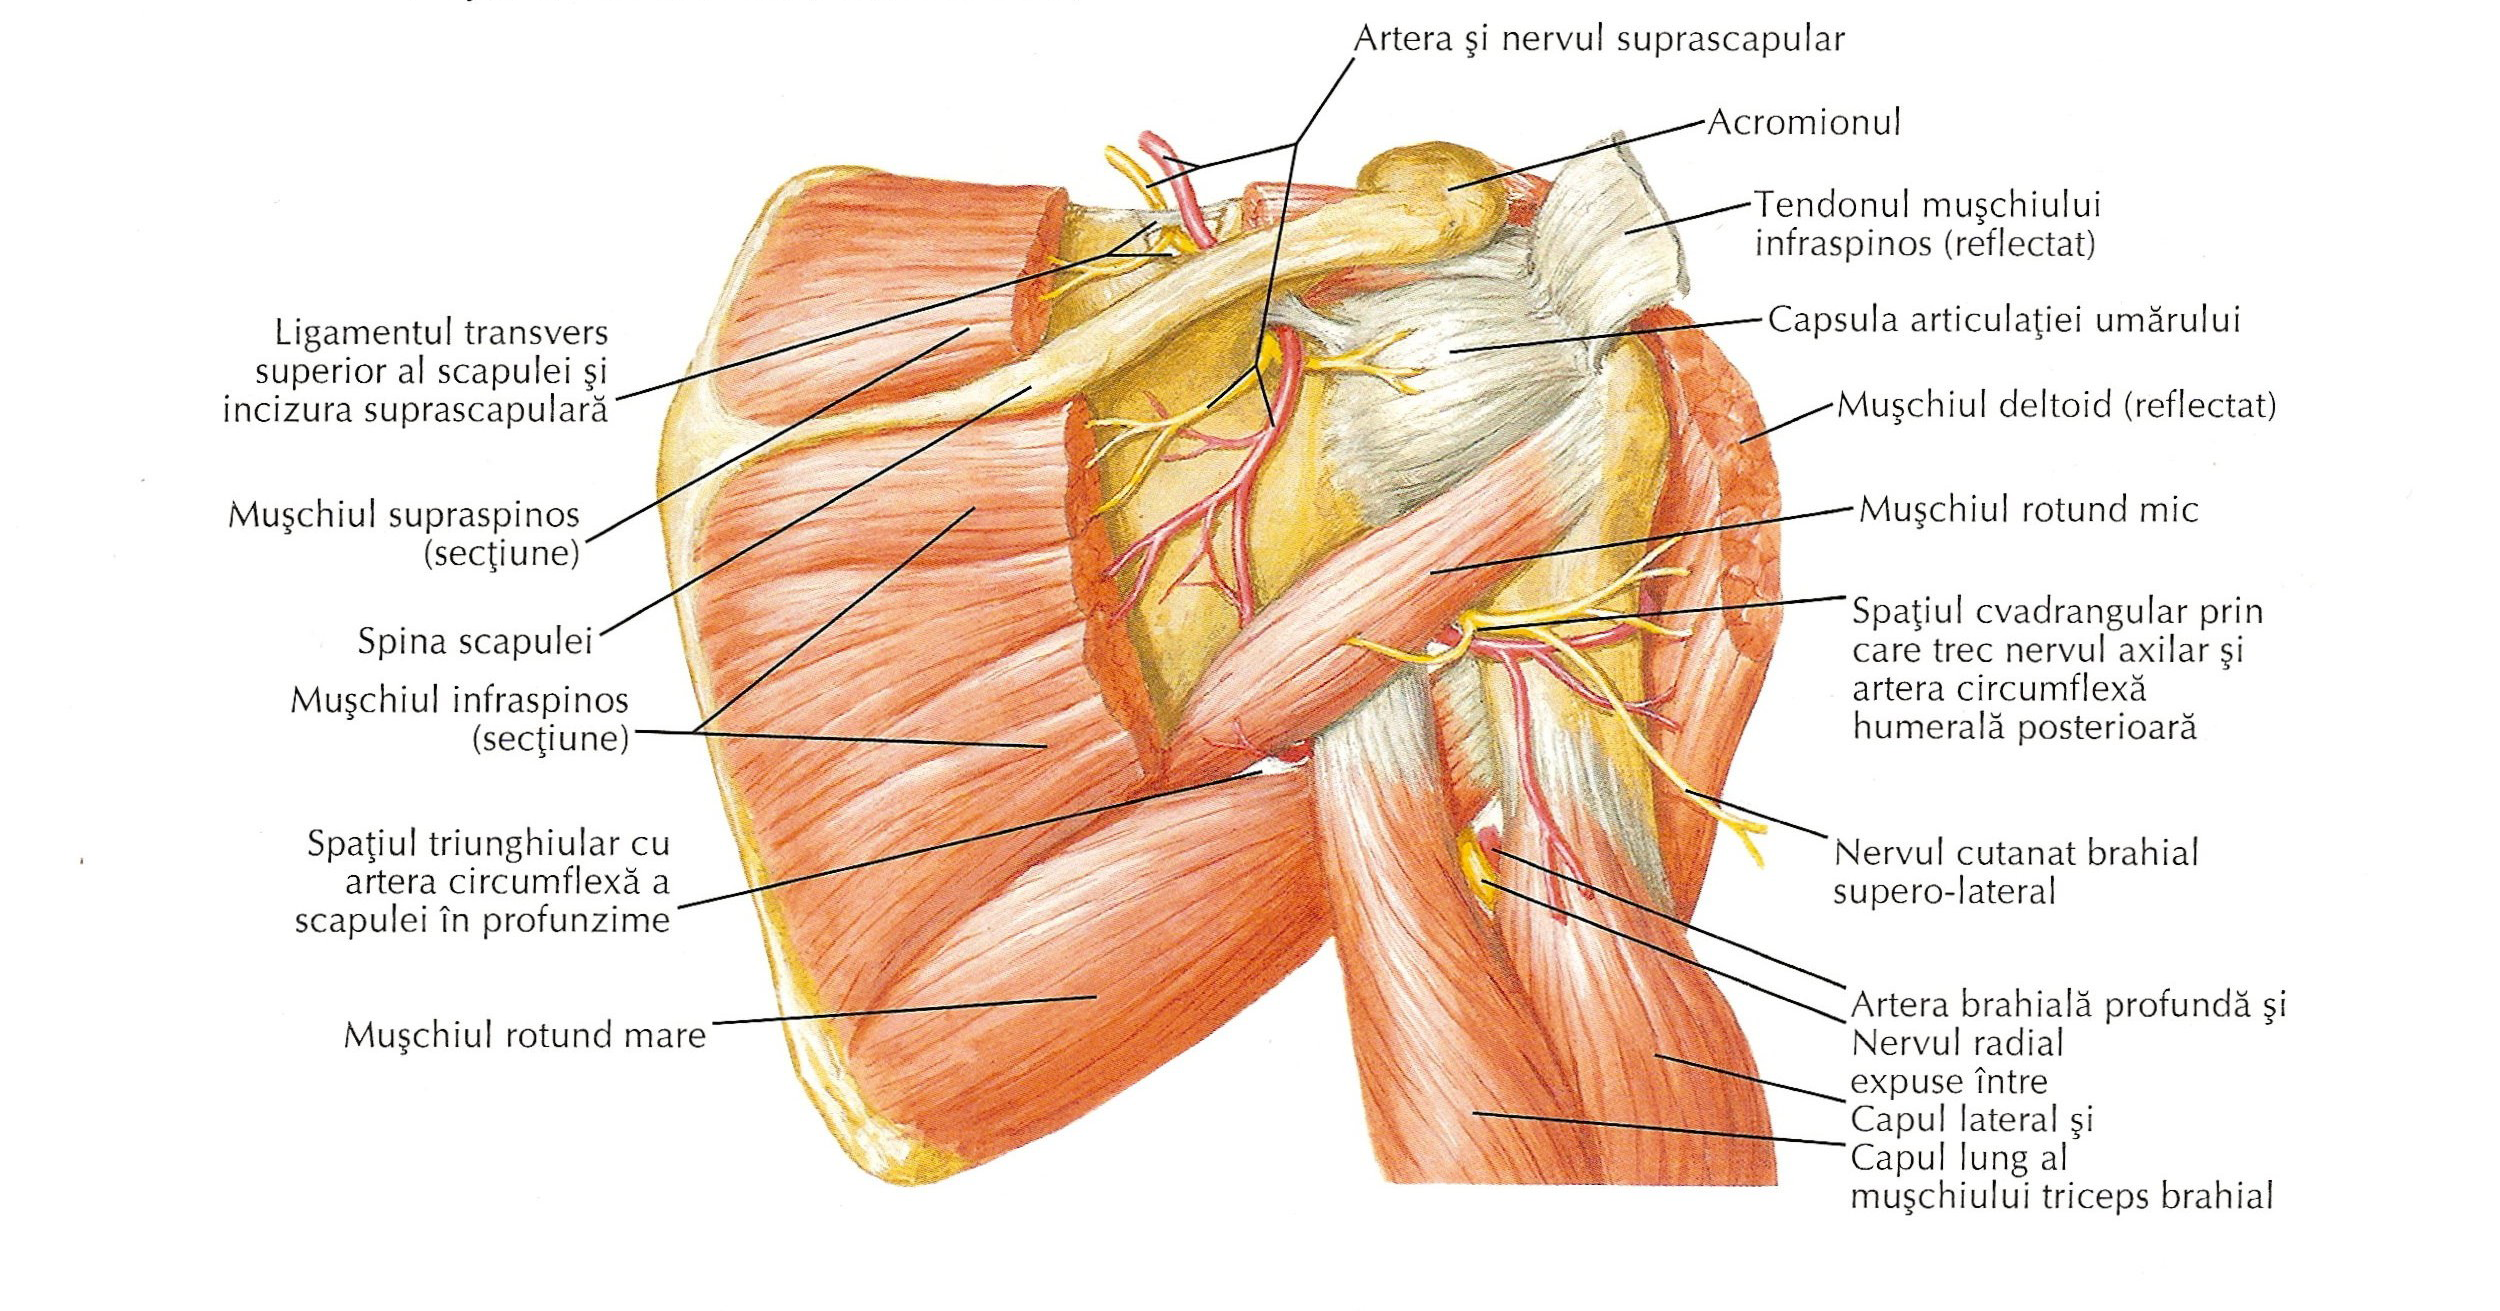 Artera şi nervul suprascapular
Acromionul
Tendonul muşchiului
infraspinos (reflectat)
Capsula articulaţiei umărului
Muşchiul deltoid (reflectat)
Muşchiul rotund mic
Spaţiul cvadrangular prin
care trec nervul axilar şi
artera circumflexă
humerală posterioară
Nervul cutanat brahial
supero-lateral
Artera brahială profundă şi
Nervul radial
expuse între
Capul lateral şi
Capul lung al
muşchiului triceps brahial
Ligamentul transvers
superior al scapulei şi
incizura suprascapulară
Muşchiul supraspinos
(secţiune)
Spina scapulei
Muşchiul infraspinos
(secţiune)
Spaţiul triunghiular cu
artera circumflexă a
scapulei în profunzime
Muşchiul rotund mare